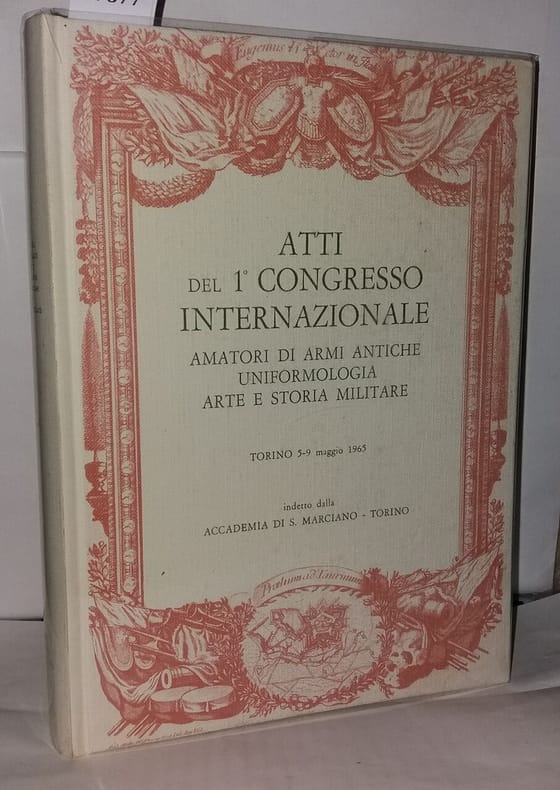 Eugenius
ATTI
DEL 1° CONGRESSO
INTERNAZIONALE
AMATORI DI ARMI ANTICHE
UNIFORMOLOGIA
ARTE E STORIA MILITARE
TORINO 5-9 maggio 1965
indetto dalla
ACCADEMIA DI S. MARCIANO - TORINO